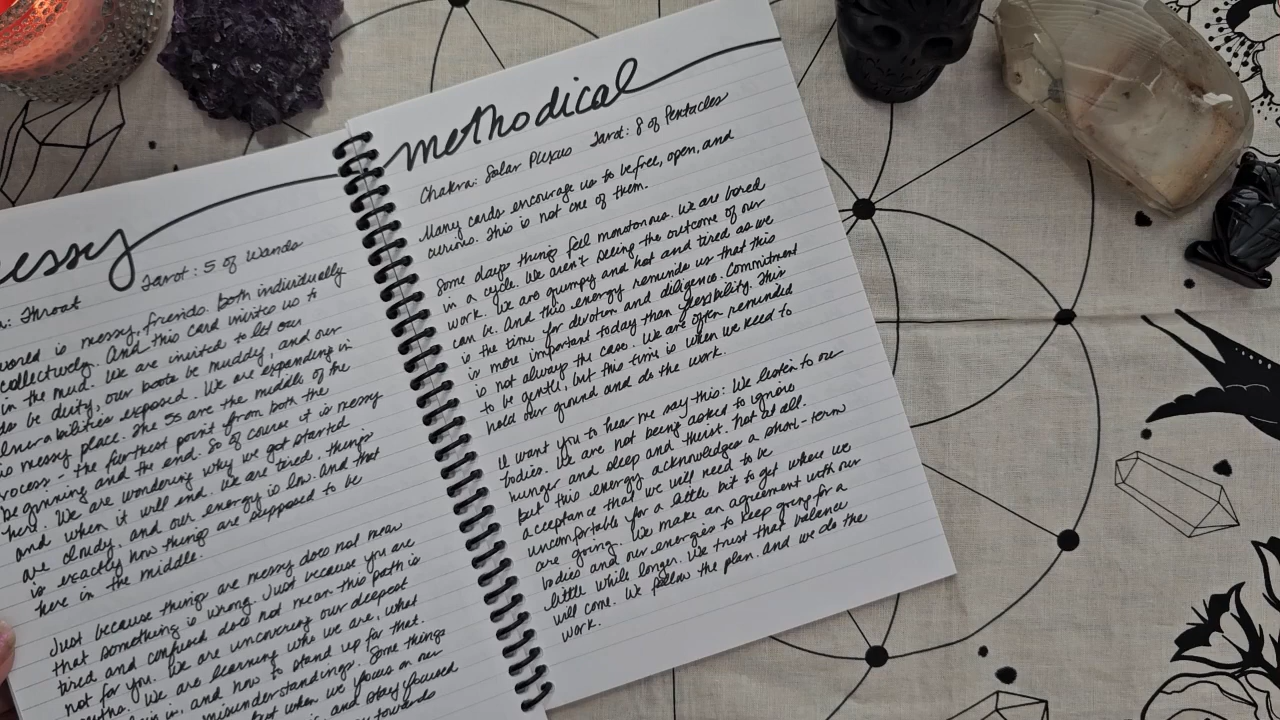 essy
Tarot: 5 of Wands
: Throat
world is messy, friends. Both individually
collectively. And this card invites us to
in the mud. We are invited to let our
to be dirty, our boots be muddy, and our
vulnerabilities exposed. We are expanding in
is messy place. The 5s are the middle of the
rocess - the furthest point from both the
beginning and the end. So of course it is messy
here. We are wondering why we got started
and when it will end. We are tired, things
are cloudy, and our energy is low. And that
is exactly how things are supposed to be
here in the middle.
Just because things are messy does not mean
that something is wrong. Just because you are
tired and confused does not mean this path is
not for you. We are uncovering our deepest
We are learning who we are, what
is, and how to stand up for that.
misunderstandings. Some things
But when we focus on our
and stay focused
towards
methodical
Chakra: Solar Plexus Tarot: 8 of Pentacles
Many cards encourage us to be free, open, and
curious. This is not one of them.
Some days things feel monotonous. We are bored
in a cycle. We aren't seeing the outcome of our
work. We are grumpy and hot and tired as we
can be. And this energy reminds us that this
is the time for devotion and diligence. Commitment
is more important today than flexibility. This
is not always the case. We are often reminded
to be gentle, but this time is when we need to
hold our ground and do the work.
I want you to hear me say this: We listen to our
bodies. We are not being asked to ignore
hunger and sleep and thirst. Not at all.
But this energy acknowledges a short-term
acceptance that we will need to be
uncomfortable for a little bit to get where we
are going. We make an agreement with our
bodies and our energies to keep going for a
little while longer. We trust that balance
will come. We follow the plan. And we do the
work.